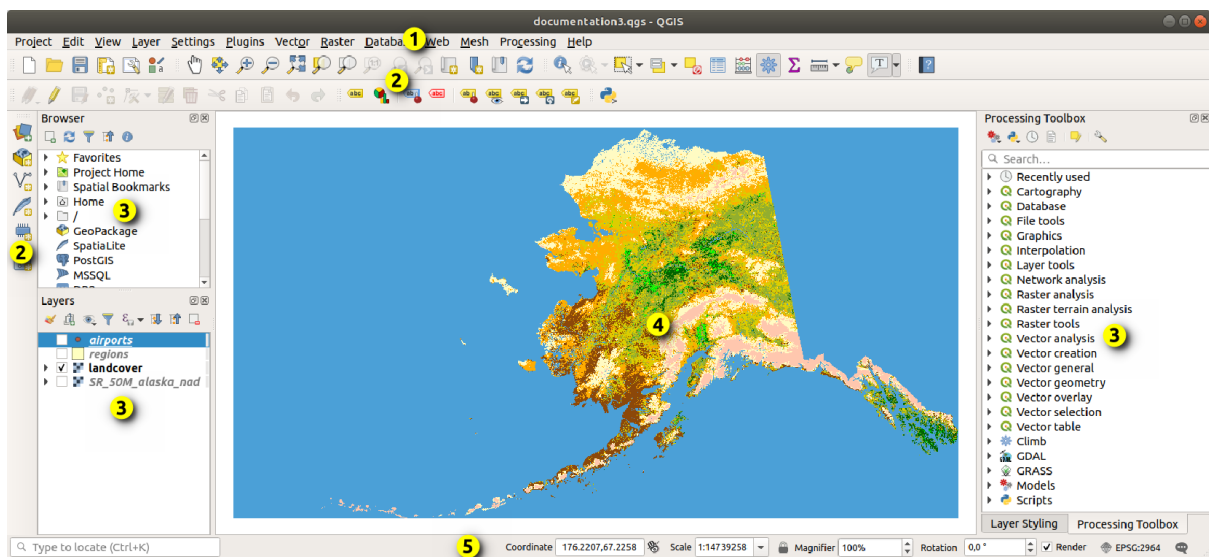 documentation3.qgs - QGIS
Project Edit View Layer Settings Plugins Vector Raster Databas 1 Web Mesh Processing Help
2
abc abc abc abc
Browser
Favorites
Project Home
Spatial Bookmarks
Home
3
/
GeoPackage
SpatiaLite
2
PostGIS
MSSQL
Layers
airports
regions
landcover
SR_50M_alaska_nad
3
4
Processing Toolbox
Search...
Recently used
Cartography
Database
File tools
Graphics
Interpolation
Layer tools
Network analysis
Raster analysis
Raster terrain analysis
Raster tools
Vector analysis 3
Vector creation
Vector general
Vector geometry
Vector overlay
Vector selection
Vector table
Climb
GDAL
GRASS
Models
Scripts
Layer Styling Processing Toolbox
Type to locate (Ctrl+K) 5 Coordinate 176.2207,67.2258 Scale 1:14739258 Magnifier 100% Rotation 0,0 ° Render EPSG:2964